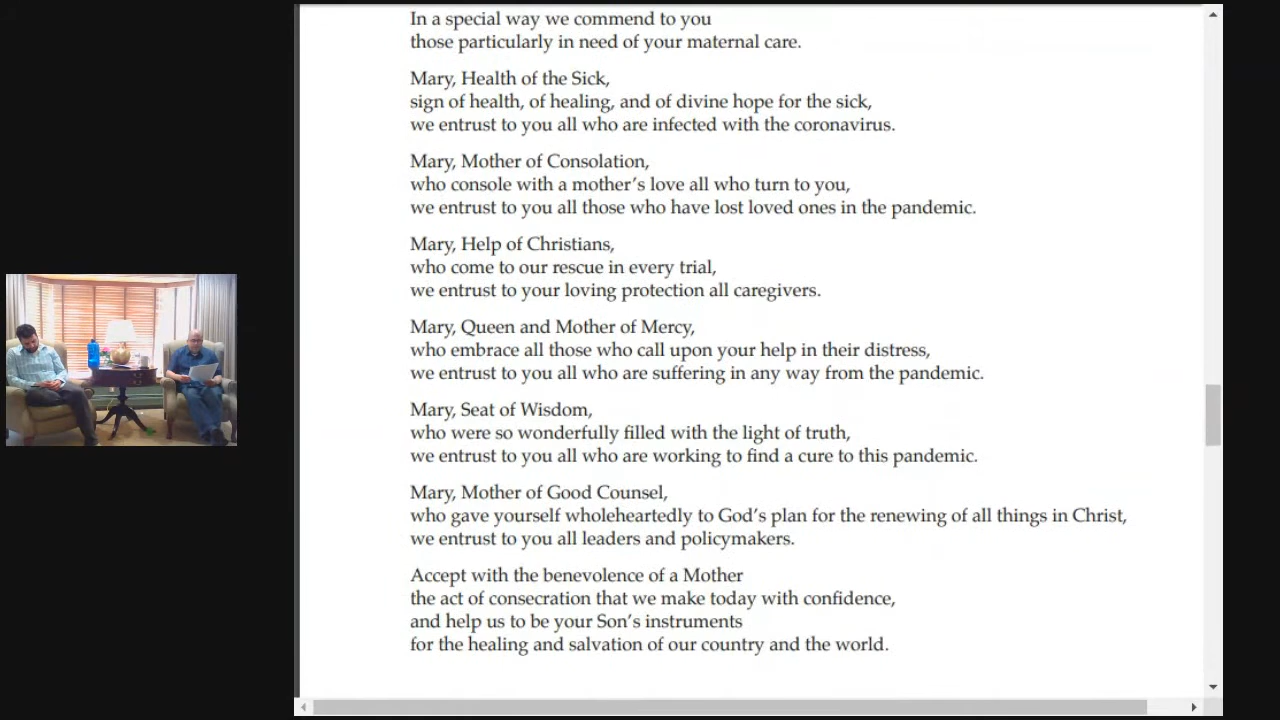 In a special way we commend to you
those particularly in need of your maternal care.
Mary, Health of the Sick,
sign of health, of healing, and of divine hope for the sick,
we entrust to you all who are infected with the coronavirus.
Mary, Mother of Consolation,
who console with a mother’s love all who turn to you,
we entrust to you all those who have lost loved ones in the pandemic.
Mary, Help of Christians,
who come to our rescue in every trial,
we entrust to your loving protection all caregivers.
Mary, Queen and Mother of Mercy,
who embrace all those who call upon your help in their distress,
we entrust to you all who are suffering in any way from the pandemic.
Mary, Seat of Wisdom,
who were so wonderfully filled with the light of truth,
we entrust to you all who are working to find a cure to this pandemic.
Mary, Mother of Good Counsel,
who gave yourself wholeheartedly to God’s plan for the renewing of all things in Christ,
we entrust to you all leaders and policymakers.
Accept with the benevolence of a Mother
the act of consecration that we make today with confidence,
and help us to be your Son’s instruments
for the healing and salvation of our country and the world.